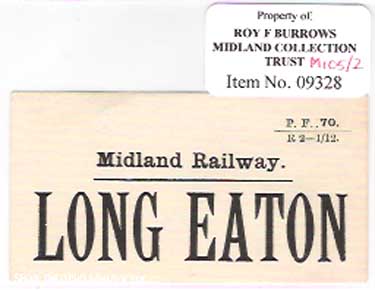 Property of:
ROY F BURROWS
MIDLAND COLLECTION
TRUST M105/2
Item No. 09328
P. F. 70.
R 2—1/12.
Midland Railway.
LONG EATON